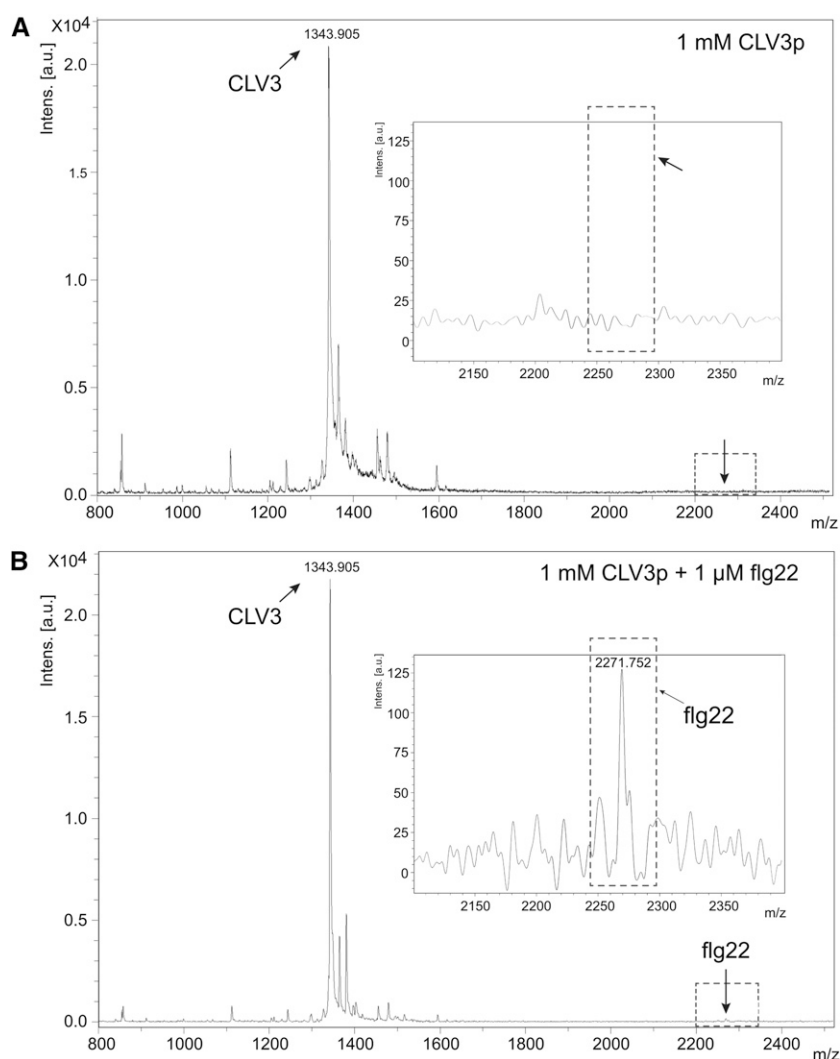 A
X10⁴
1343.905
1 mM CLV3p
CLV3
Intens. [a.u.]
2.0
1.5
1.0
0.5
0.0
Intens. [a.u.]
125
100
75
50
25
0
2150 2200 2250 2300 2350
m/z
800 1000 1200 1400 1600 1800 2000 2200 2400
m/z
B
X10⁴
1343.905
1 mM CLV3p + 1 µM flg22
CLV3
Intens. [a.u.]
2.0
1.5
1.0
0.5
0.0
Intens. [a.u.]
125
100
75
50
25
0
2271.752
flg22
2150 2200 2250 2300 2350
m/z
flg22
800 1000 1200 1400 1600 1800 2000 2200 2400
m/z